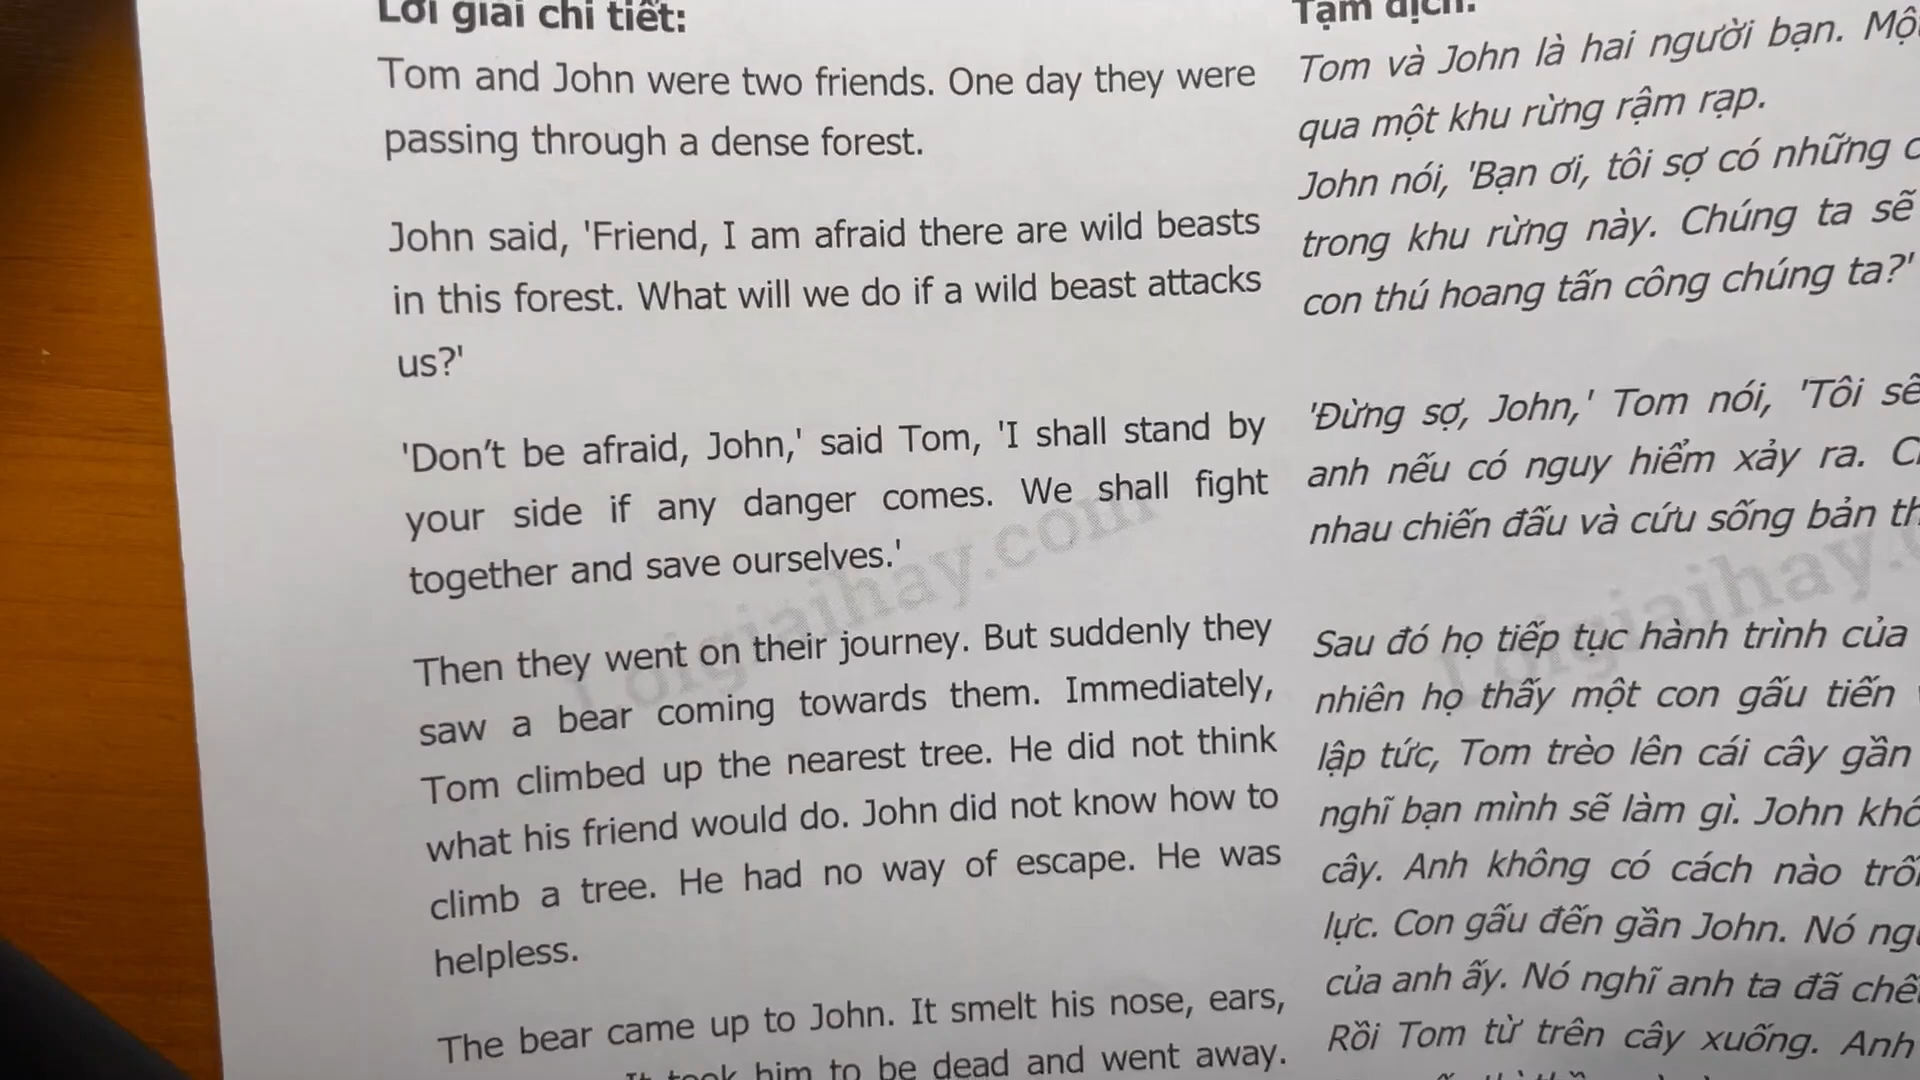 Lời giải chi tiết:
Tom and John were two friends. One day they were
passing through a dense forest.
John said, 'Friend, I am afraid there are wild beasts
in this forest. What will we do if a wild beast attacks
us?'
'Don’t be afraid, John,' said Tom, 'I shall stand by
your side if any danger comes. We shall fight
together and save ourselves.'
Then they went on their journey. But suddenly they
saw a bear coming towards them. Immediately,
Tom climbed up the nearest tree. He did not think
what his friend would do. John did not know how to
climb a tree. He had no way of escape. He was
helpless.
The bear came up to John. It smelt his nose, ears,
It took him to be dead and went away.
Tạm dịch:
Tom và John là hai người bạn.
qua một khu rừng rậm rạp.
John nói, 'Bạn ơi, tôi sợ có những
trong khu rừng này. Chúng ta sẽ
con thú hoang tấn công chúng ta?'
'Đừng sợ, John,' Tom nói, 'Tôi sẽ
anh nếu có nguy hiểm xảy ra.
nhau chiến đấu và cứu sống bản
Sau đó họ tiếp tục hành trình của
nhiên họ thấy một con gấu tiến
lập tức, Tom trèo lên cái cây gần
nghĩ bạn mình sẽ làm gì. John
cây. Anh không có cách nào
lực. Con gấu đến gần John. Nó
của anh ấy. Nó nghĩ anh ta đã
Rồi Tom từ trên cây xuống. Anh
Loigiaihay.com
Loigiaihay.